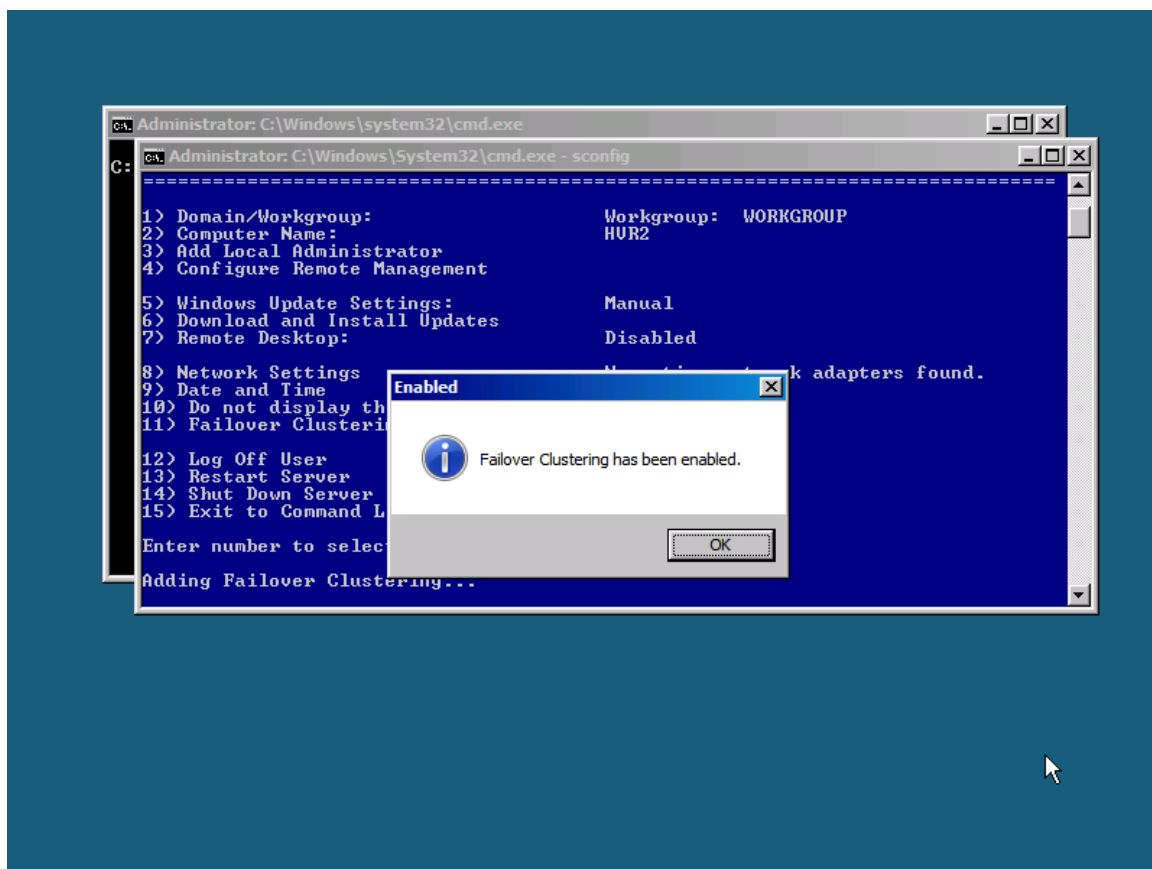 Administrator: C:\Windows\system32\cmd.exe
C:
Administrator: C:\Windows\System32\cmd.exe - sconfig
===============================================================================
1) Domain/Workgroup: Workgroup: WORKGROUP
2) Computer Name: HVR2
3) Add Local Administrator
4) Configure Remote Management
5) Windows Update Settings: Manual
6) Download and Install Updates
7) Remote Desktop: Disabled
8) Network Settings k adapters found.
9) Date and Time
10) Do not display th
11) Failover Clusteri
12) Log Off User
13) Restart Server
14) Shut Down Server
15) Exit to Command L
Enter number to selec
Adding Failover Clustering...
Enabled
Failover Clustering has been enabled.
OK